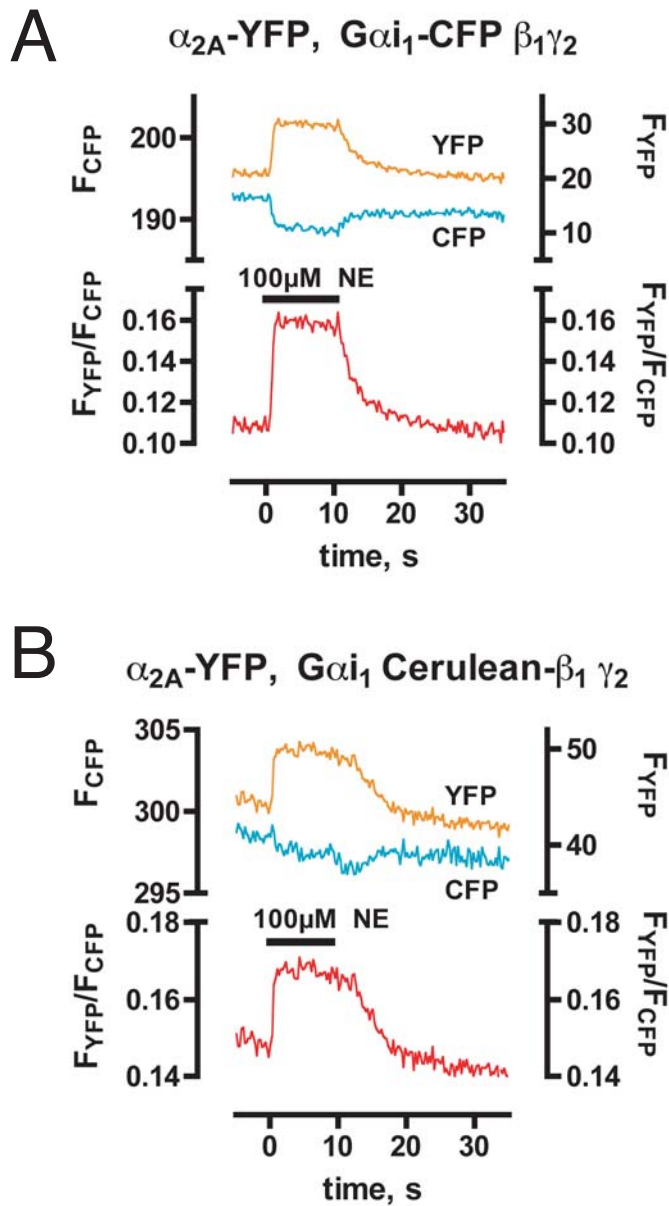 A
α2A-YFP, Gαi1-CFP β1γ2
FCFP
200
190
YFP
CFP
30
20
10
FYFP
100µM NE
FYFP/FCFP
0.16
0.14
0.12
0.10
0.16
0.14
0.12
0.10
FYFP/FCFP
0 10 20 30
time, s
B
α2A-YFP, Gαi1 Cerulean-β1 γ2
FCFP
305
300
295
YFP
CFP
50
40
FYFP
100µM NE
FYFP/FCFP
0.18
0.16
0.14
0.18
0.16
0.14
FYFP/FCFP
0 10 20 30
time, s